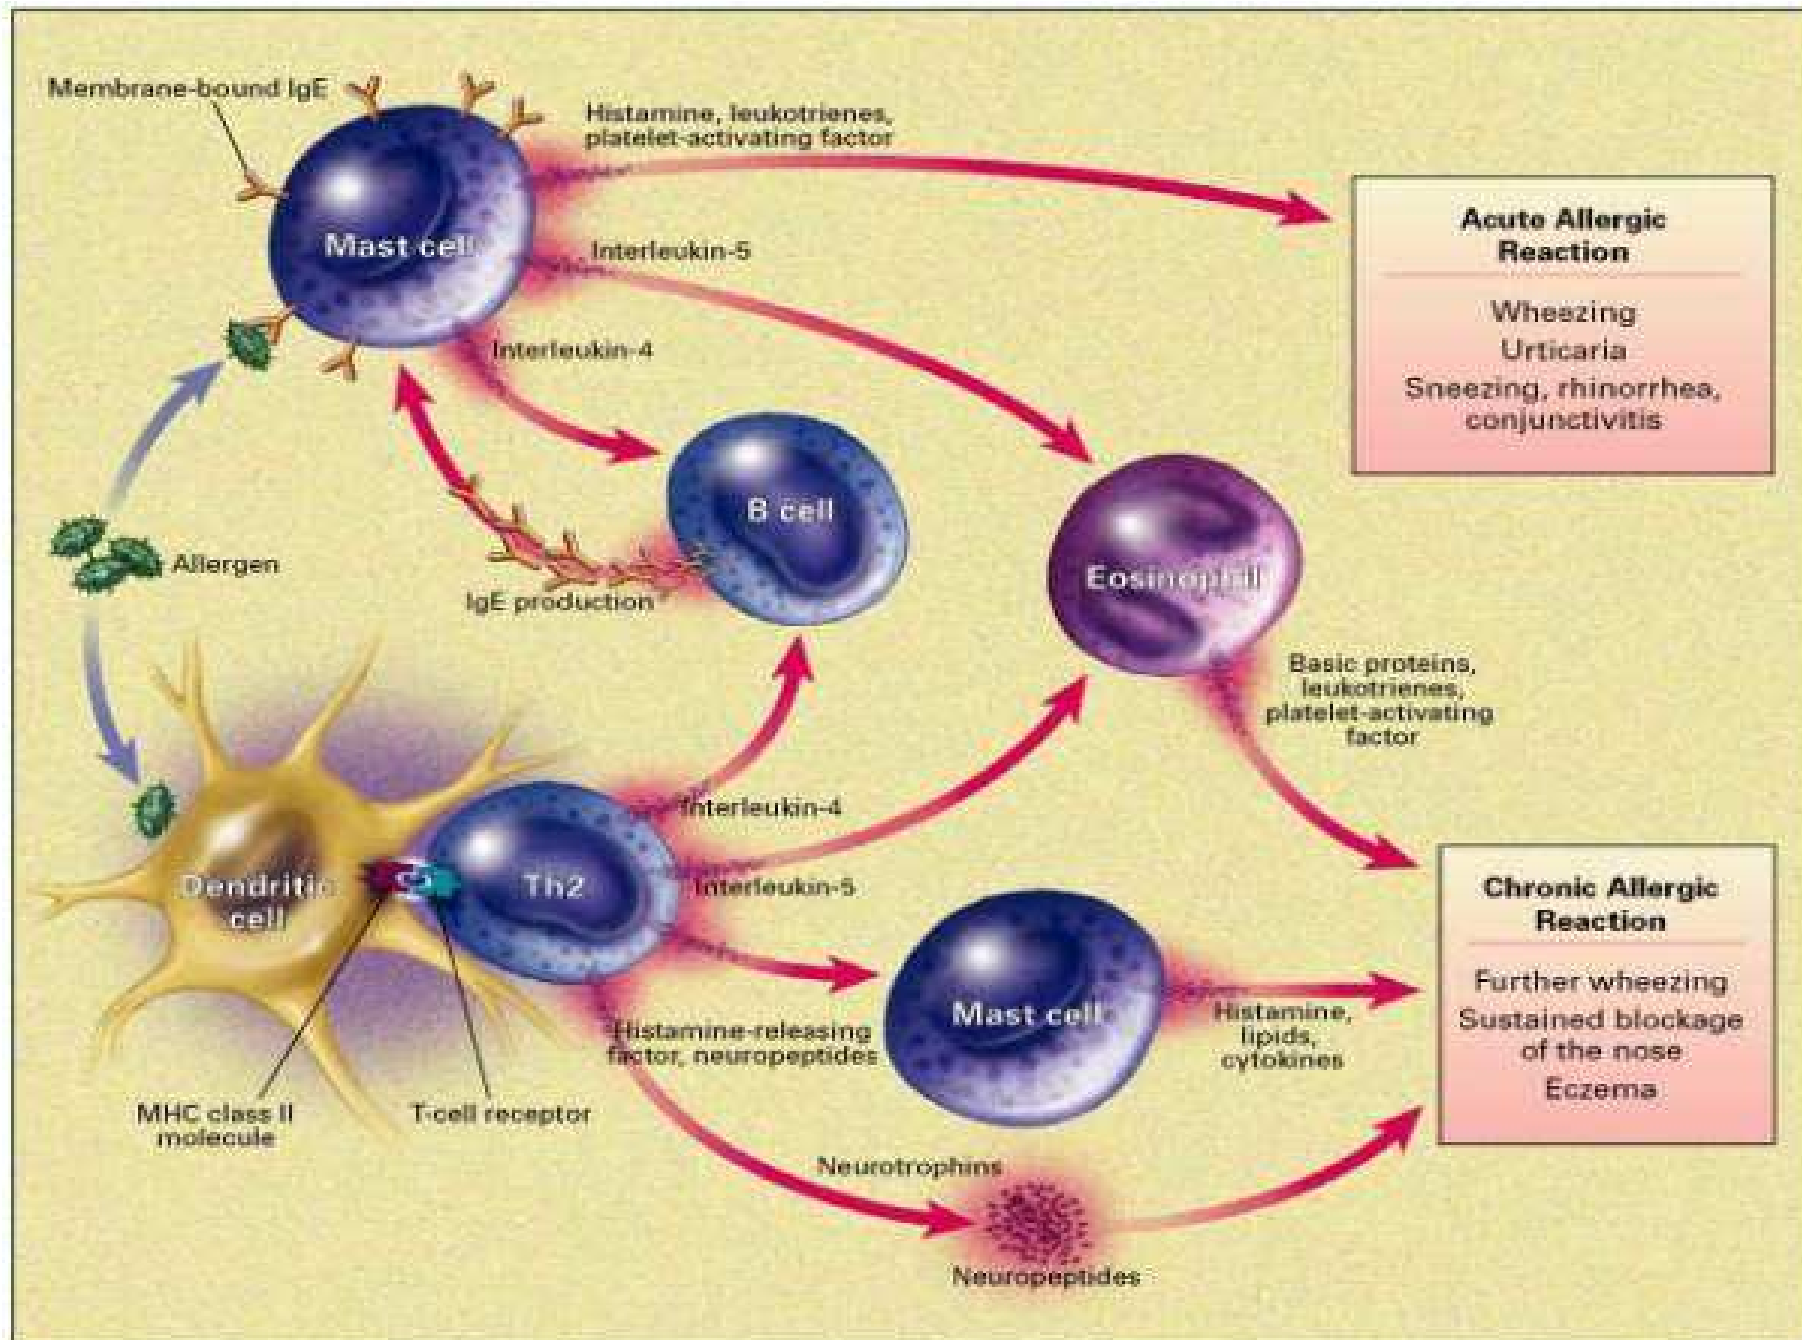 Membrane-bound IgE
Histamine, leukotrienes,
platelet-activating factor
Mast cell
Interleukin-5
Interleukin-4
Acute Allergic
Reaction
Wheezing
Urticaria
Sneezing, rhinorrhea,
conjunctivitis
B cell
Allergen
IgE production
Eosinophil
Basic proteins,
leukotrienes,
platelet-activating
factor
Interleukin-4
Dendritic
cell
Th2
Interleukin-5
Chronic Allergic
Reaction
Further wheezing
Sustained blockage
of the nose
Eczema
Mast cell
Histamine,
lipids,
cytokines
Histamine-releasing
factor, neuropeptides
MHC class II
molecule
T-cell receptor
Neurotrophins
Neuropeptides